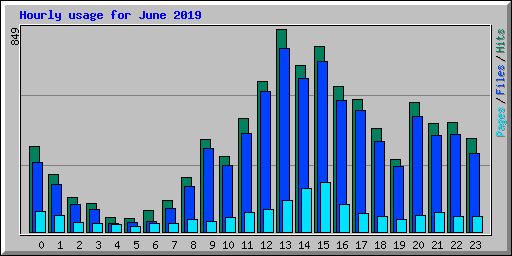 Hourly usage for June 2019
849
Pages/Files/Hits
0 1 2 3 4 5 6 7 8 9 10 11 12 13 14 15 16 17 18 19 20 21 22 23